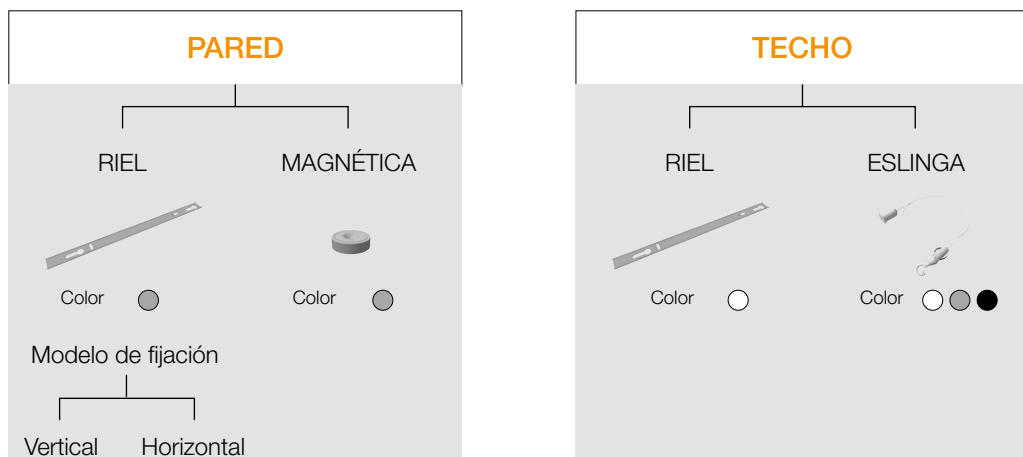 PARED
RIEL
MAGNÉTICA
Color
Color
Modelo de fijación
Vertical
Horizontal
TECHO
RIEL
ESLINGA
Color
Color